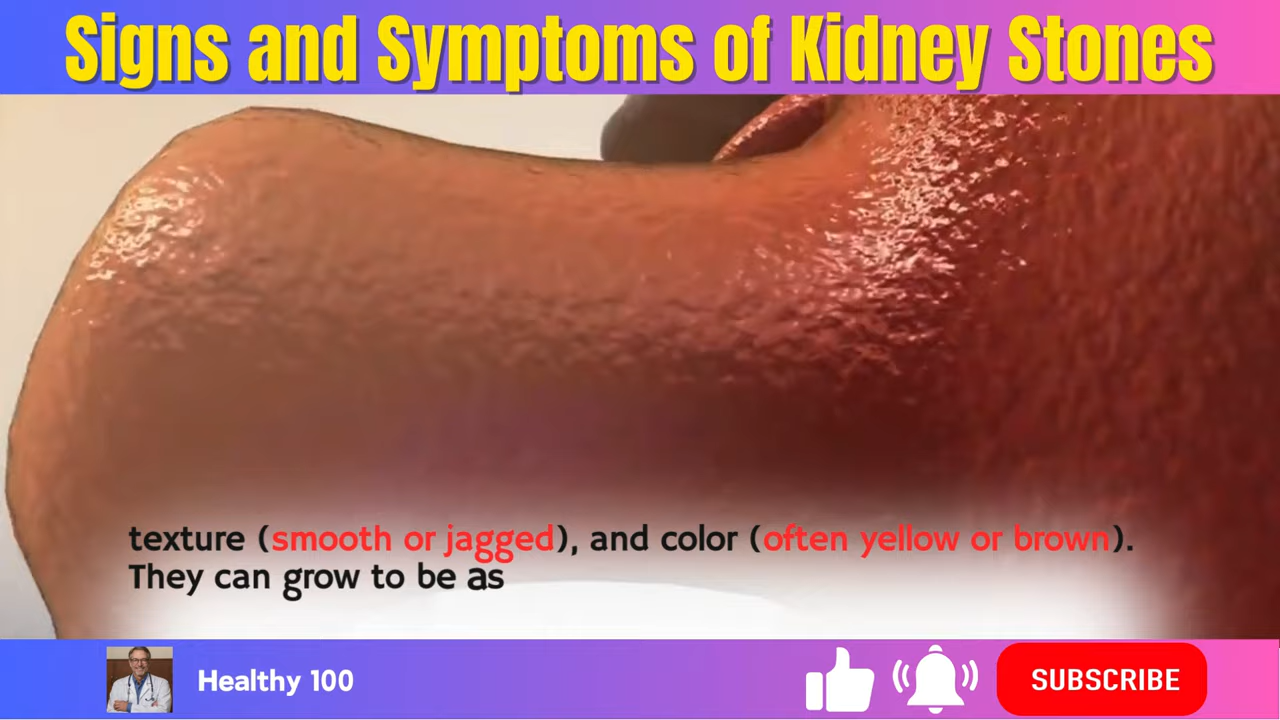 Signs and Symptoms of Kidney Stones
texture (smooth or jagged), and color (often yellow or brown).
They can grow to be as
Healthy 100
SUBSCRIBE